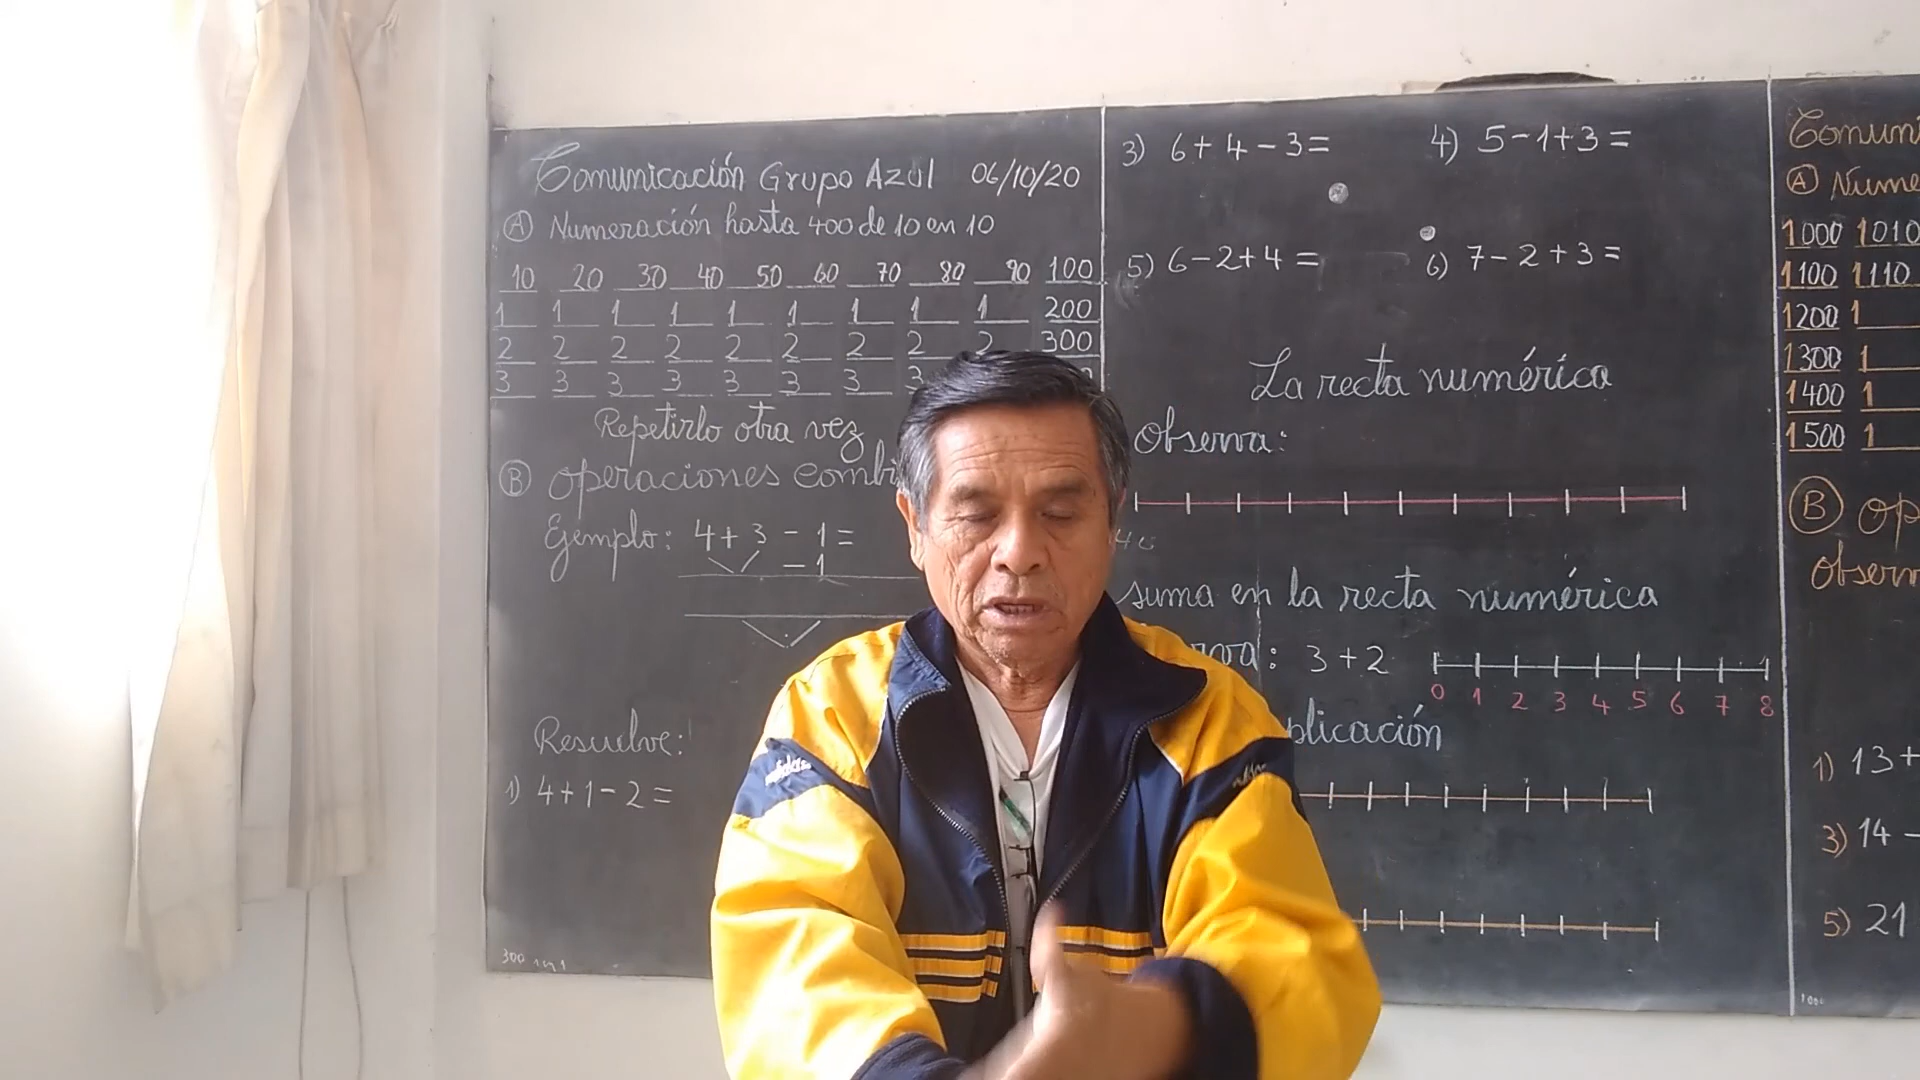 Comunicación Grupo Azul 06/10/20
Ⓐ Numeración hasta 400 de 10 en 10
10 20 30 40 50 60 70 80 90 100
1 1 1 1 1 1 1 1 1 200
2 2 2 2 2 2 2 2 2 300
3 3 3 3 3 3 3 3
Repetirlo otra vez
Ⓑ Operaciones combi
Ejemplo: 4+3-1=
-1
Resuelve:
1) 4+1-2=
3) 6+4-3=
4) 5-1+3=
5) 6-2+4=
6) 7-2+3=
La recta numérica
Observa:
suma en la recta numérica
rva: 3+2
0 1 2 3 4 5 6 7 8
plicación
Comuni
Ⓐ Nume
1000 1010
1100 1110
1200 1
1300 1
1400 1
1500 1
Ⓑ Op
Observ
1) 13+
3) 14-
5) 21